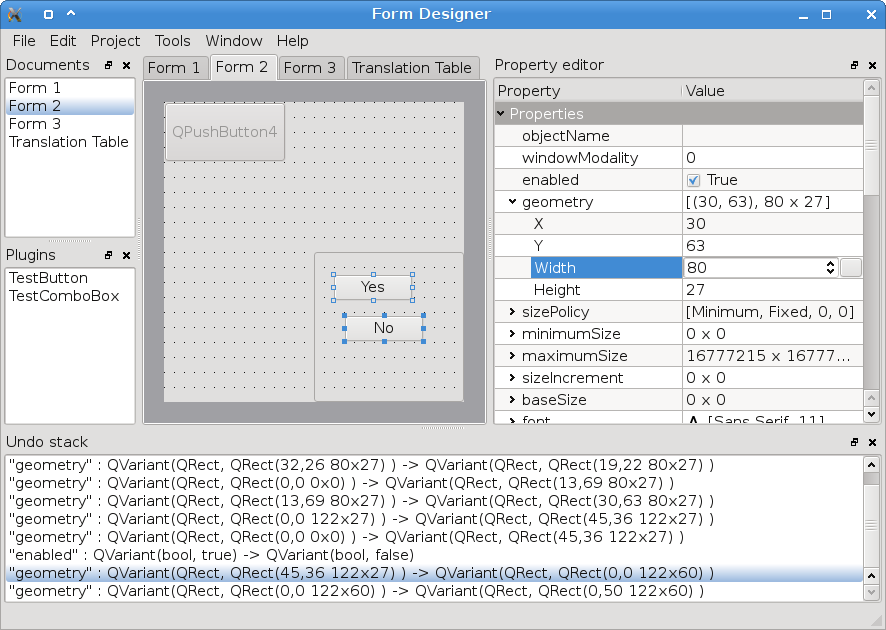 Form Designer
File Edit Project Tools Window Help
Documents
Form 1
Form 2
Form 3
Translation Table
Plugins
TestButton
TestComboBox
Form 1 Form 2 Form 3 Translation Table
QPushButton4
Yes
No
Property editor
Property Value
Properties
objectName
windowModality 0
enabled True
geometry [(30, 63), 80 x 27]
X 30
Y 63
Width 80
Height 27
sizePolicy [Minimum, Fixed, 0, 0]
minimumSize 0 x 0
maximumSize 16777215 x 16777...
sizeIncrement 0 x 0
baseSize 0 x 0
font A [Sans Serif, 11]
Undo stack
"geometry" : QVariant(QRect, QRect(32,26 80x27) ) -> QVariant(QRect, QRect(19,22 80x27) )
"geometry" : QVariant(QRect, QRect(0,0 0x0) ) -> QVariant(QRect, QRect(13,69 80x27) )
"geometry" : QVariant(QRect, QRect(13,69 80x27) ) -> QVariant(QRect, QRect(30,63 80x27) )
"geometry" : QVariant(QRect, QRect(0,0 122x27) ) -> QVariant(QRect, QRect(45,36 122x27) )
"geometry" : QVariant(QRect, QRect(0,0 0x0) ) -> QVariant(QRect, QRect(45,36 122x27) )
"enabled" : QVariant(bool, true) -> QVariant(bool, false)
"geometry" : QVariant(QRect, QRect(45,36 122x27) ) -> QVariant(QRect, QRect(0,0 122x60) )
"geometry" : QVariant(QRect, QRect(0,0 122x60) ) -> QVariant(QRect, QRect(0,50 122x60) )